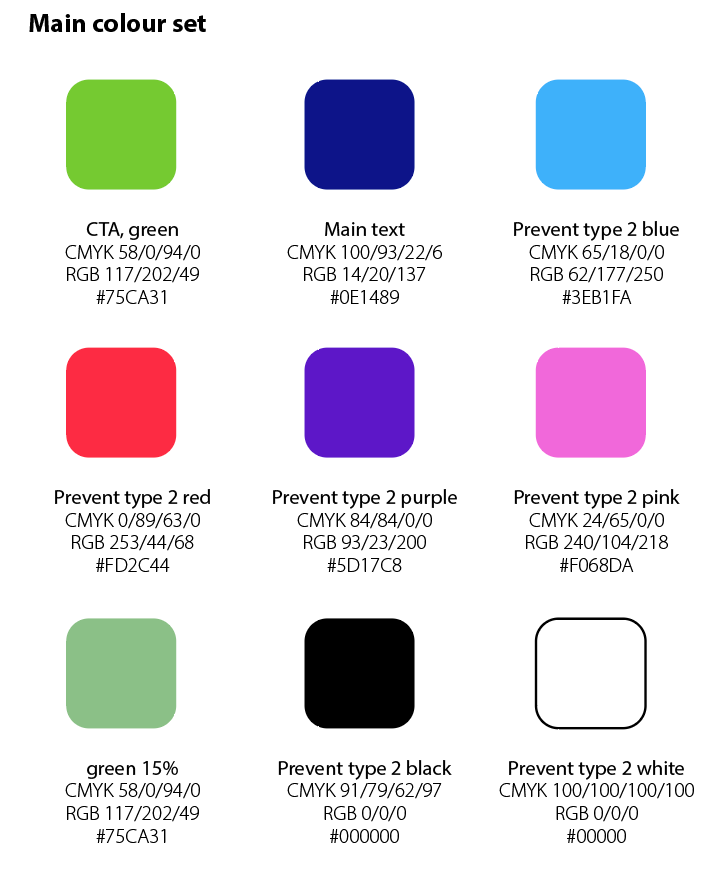 Main colour set
CTA, green
CMYK 58/0/94/0
RGB 117/202/49
#75CA31
Main text
CMYK 100/93/22/6
RGB 14/20/137
#0E1489
Prevent type 2 blue
CMYK 65/18/0/0
RGB 62/177/250
#3EB1FA
Prevent type 2 red
CMYK 0/89/63/0
RGB 253/44/68
#FD2C44
Prevent type 2 purple
CMYK 84/84/0/0
RGB 93/23/200
#5D17C8
Prevent type 2 pink
CMYK 24/65/0/0
RGB 240/104/218
#F068DA
green 15%
CMYK 58/0/94/0
RGB 117/202/49
#75CA31
Prevent type 2 black
CMYK 91/79/62/97
RGB 0/0/0
#000000
Prevent type 2 white
CMYK 100/100/100/100
RGB 0/0/0
#00000